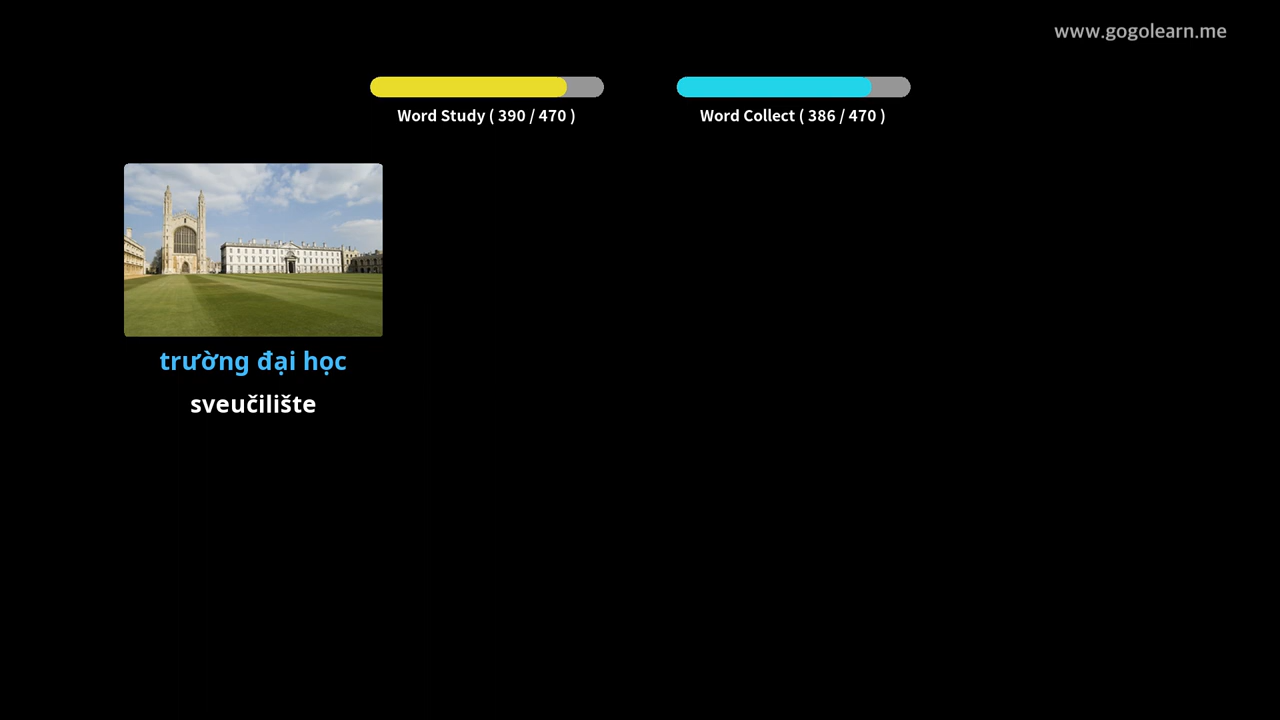 www.gogolearn.me
Word Study ( 390 / 470 )
Word Collect ( 386 / 470 )
trường đại học
sveučilište